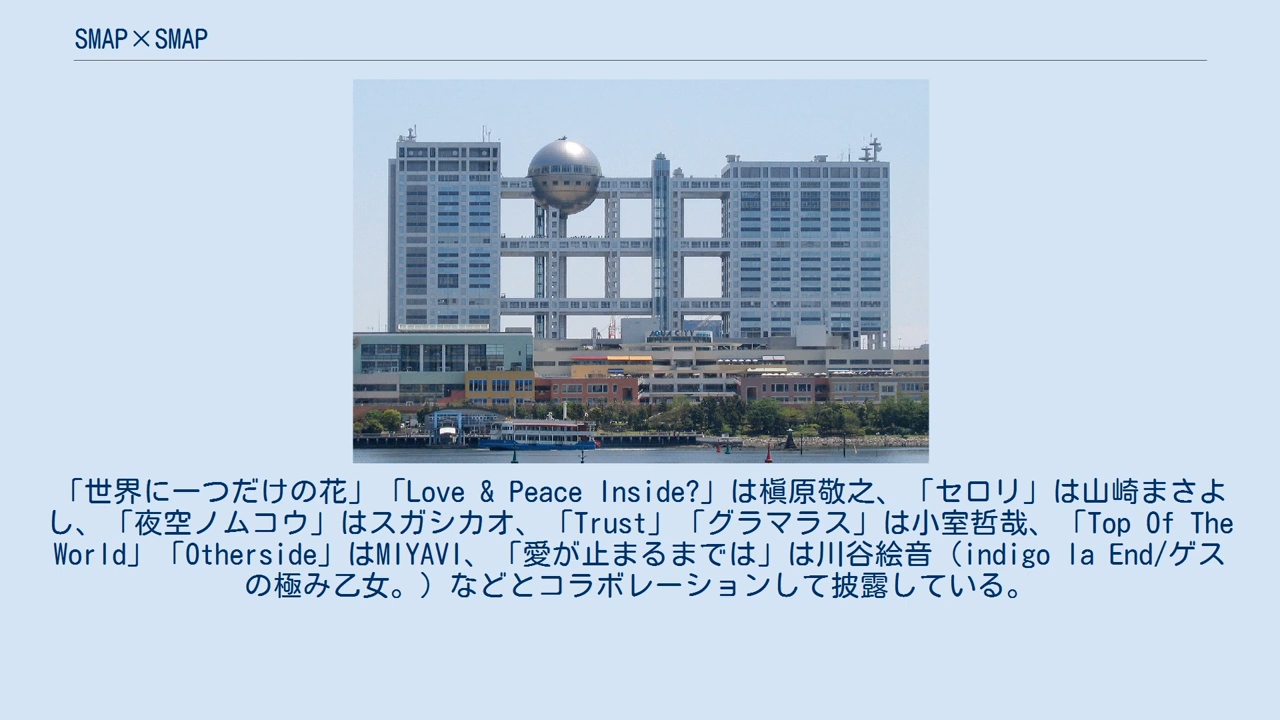 SMAP×SMAP
AQUA CITY
「世界に一つだけの花」「Love & Peace Inside?」は槇原敬之、「セロリ」は山崎まさよ
し、「夜空ノムコウ」はスガシカオ、「Trust」「グラマラス」は小室哲哉、「Top Of The
World」「Otherside」はMIYAVI、「愛が止まるまでは」は川谷絵音（indigo la End/ゲス
の極み乙女。）などとコラボレーションして披露している。